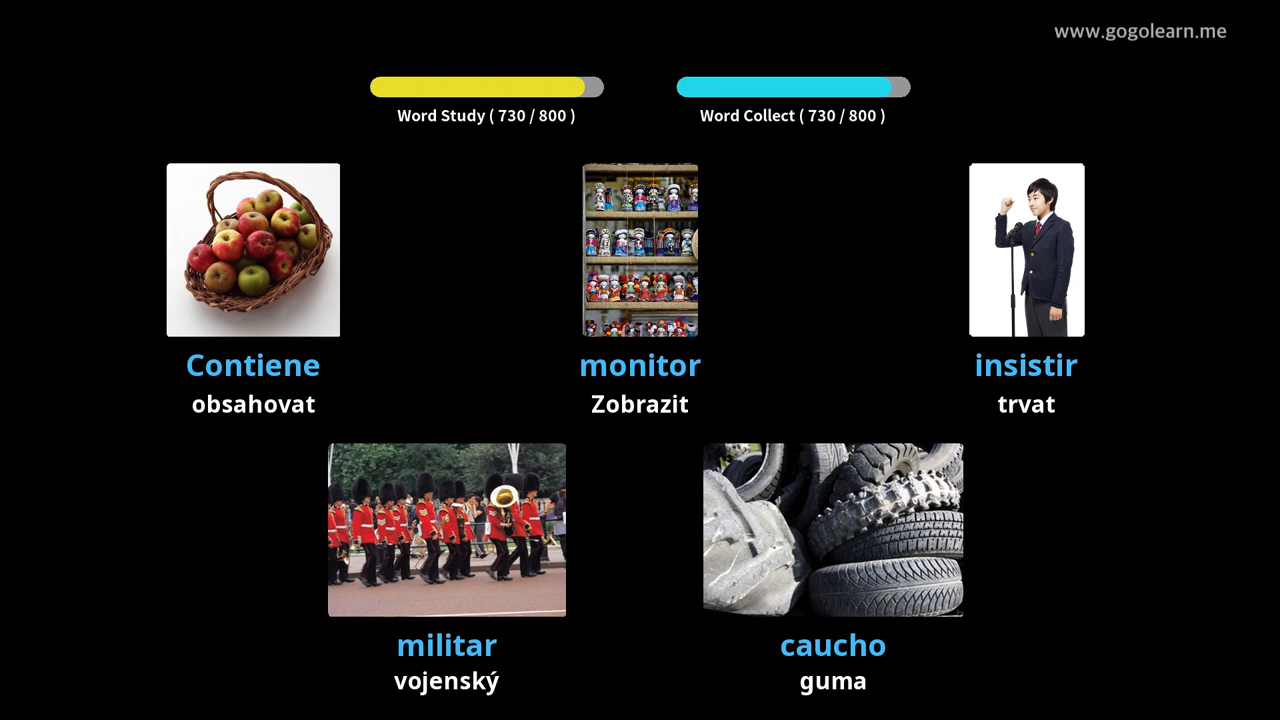 www.gogolearn.me
Word Study ( 730 / 800 )
Word Collect ( 730 / 800 )
Contiene
obsahovat
monitor
Zobrazit
insistir
trvat
militar
vojenský
caucho
guma